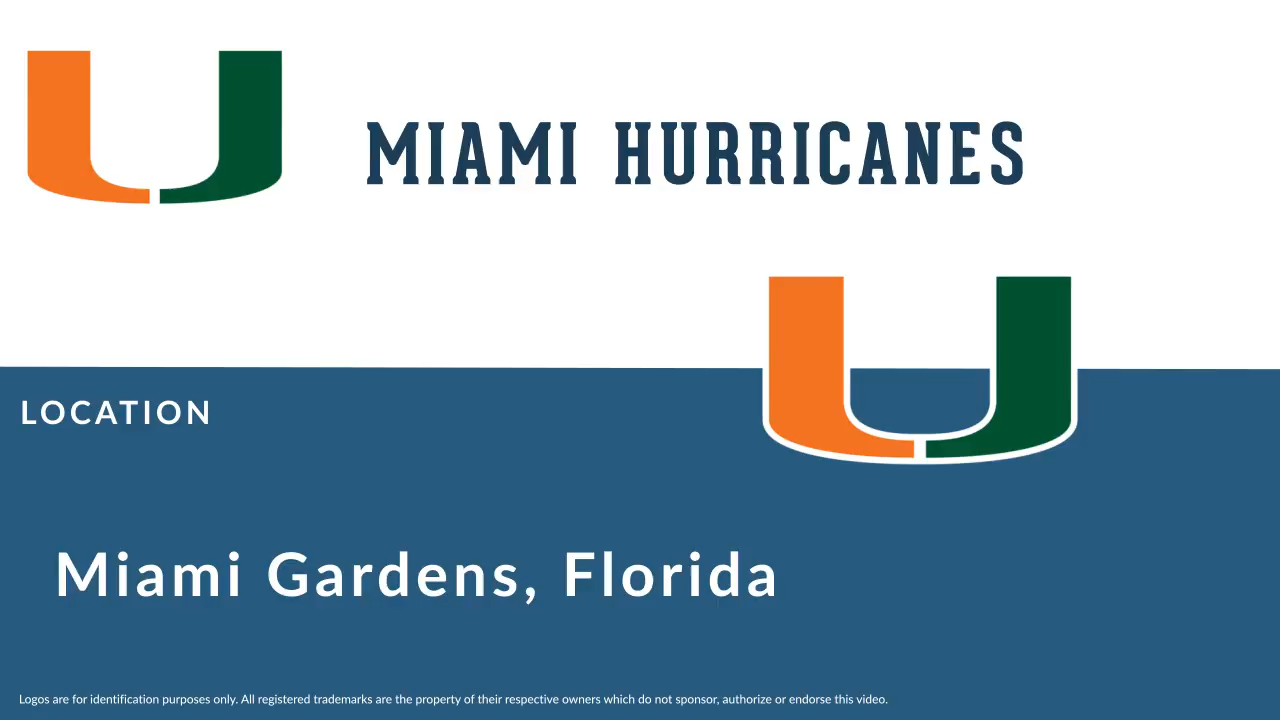 MIAMI HURRICANES
LOCATION
Miami Gardens, Florida
Logos are for identification purposes only. All registered trademarks are the property of their respective owners which do not sponsor, authorize or endorse this video.